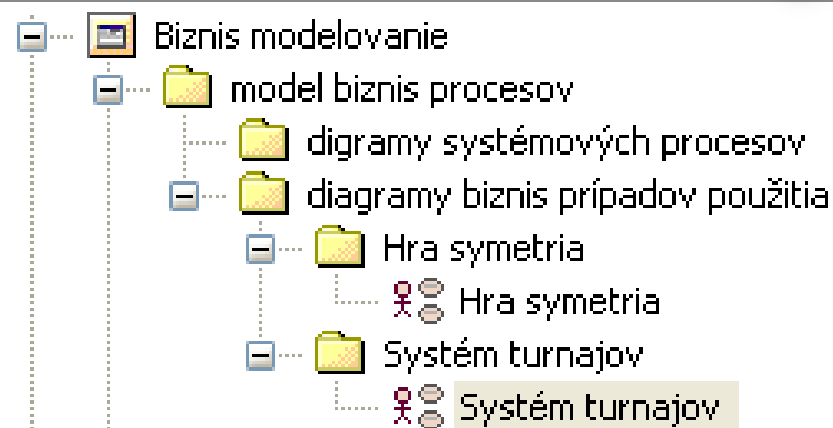 Biznis modelovanie
model biznis procesov
digramy systémových procesov
diagramy biznis prípadov použitia
Hra symetria
Hra symetria
Systém turnajov
Systém turnajov